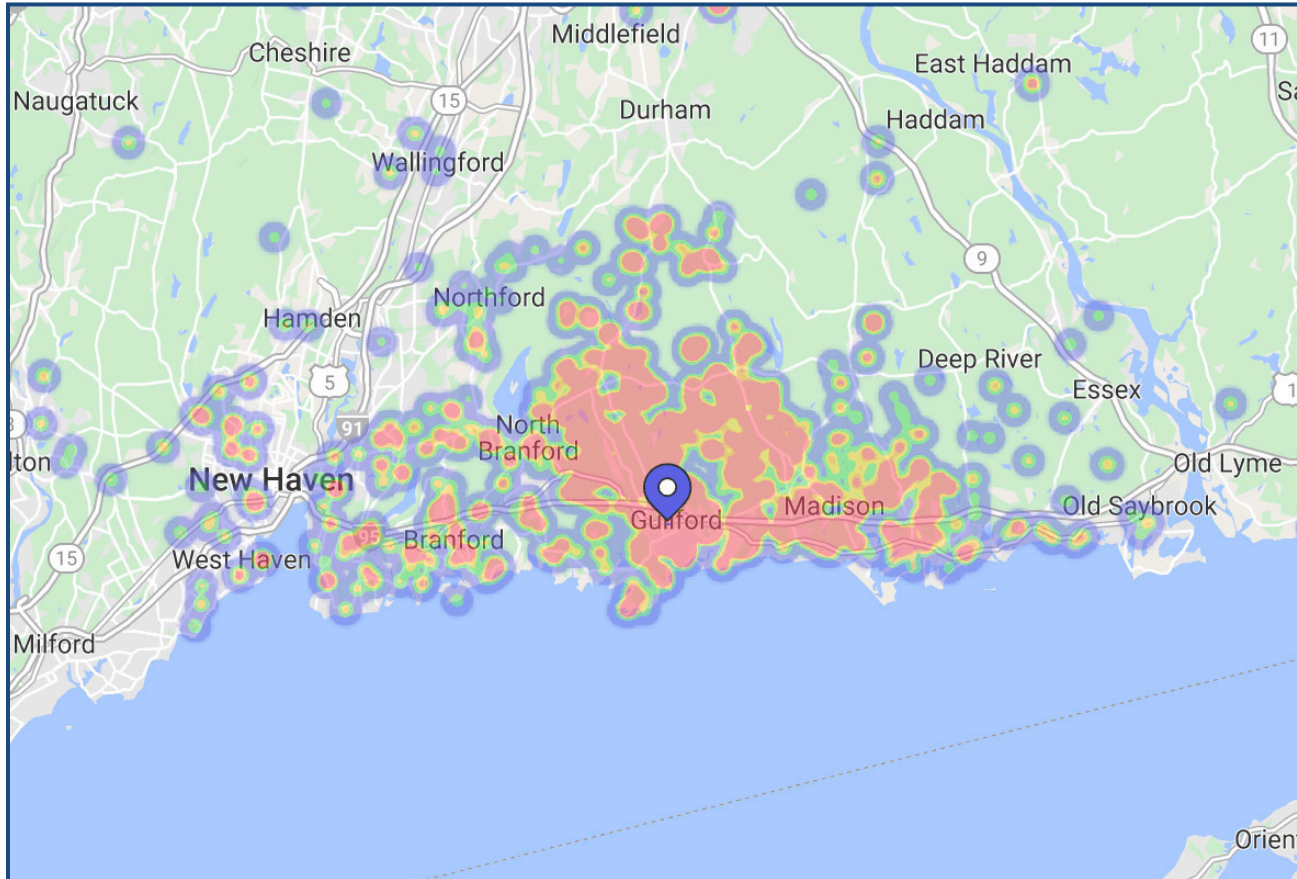 Middlefield
Cheshire
11
East Haddam
Naugatuck
15
Durham
Haddam
Wallingford
9
Northford
Hamden
Deep River
5
Essex
91
North
Branford
New Haven
Old Lyme
Madison
Old Saybrook
Guilford
95
Branford
15
West Haven
Milford